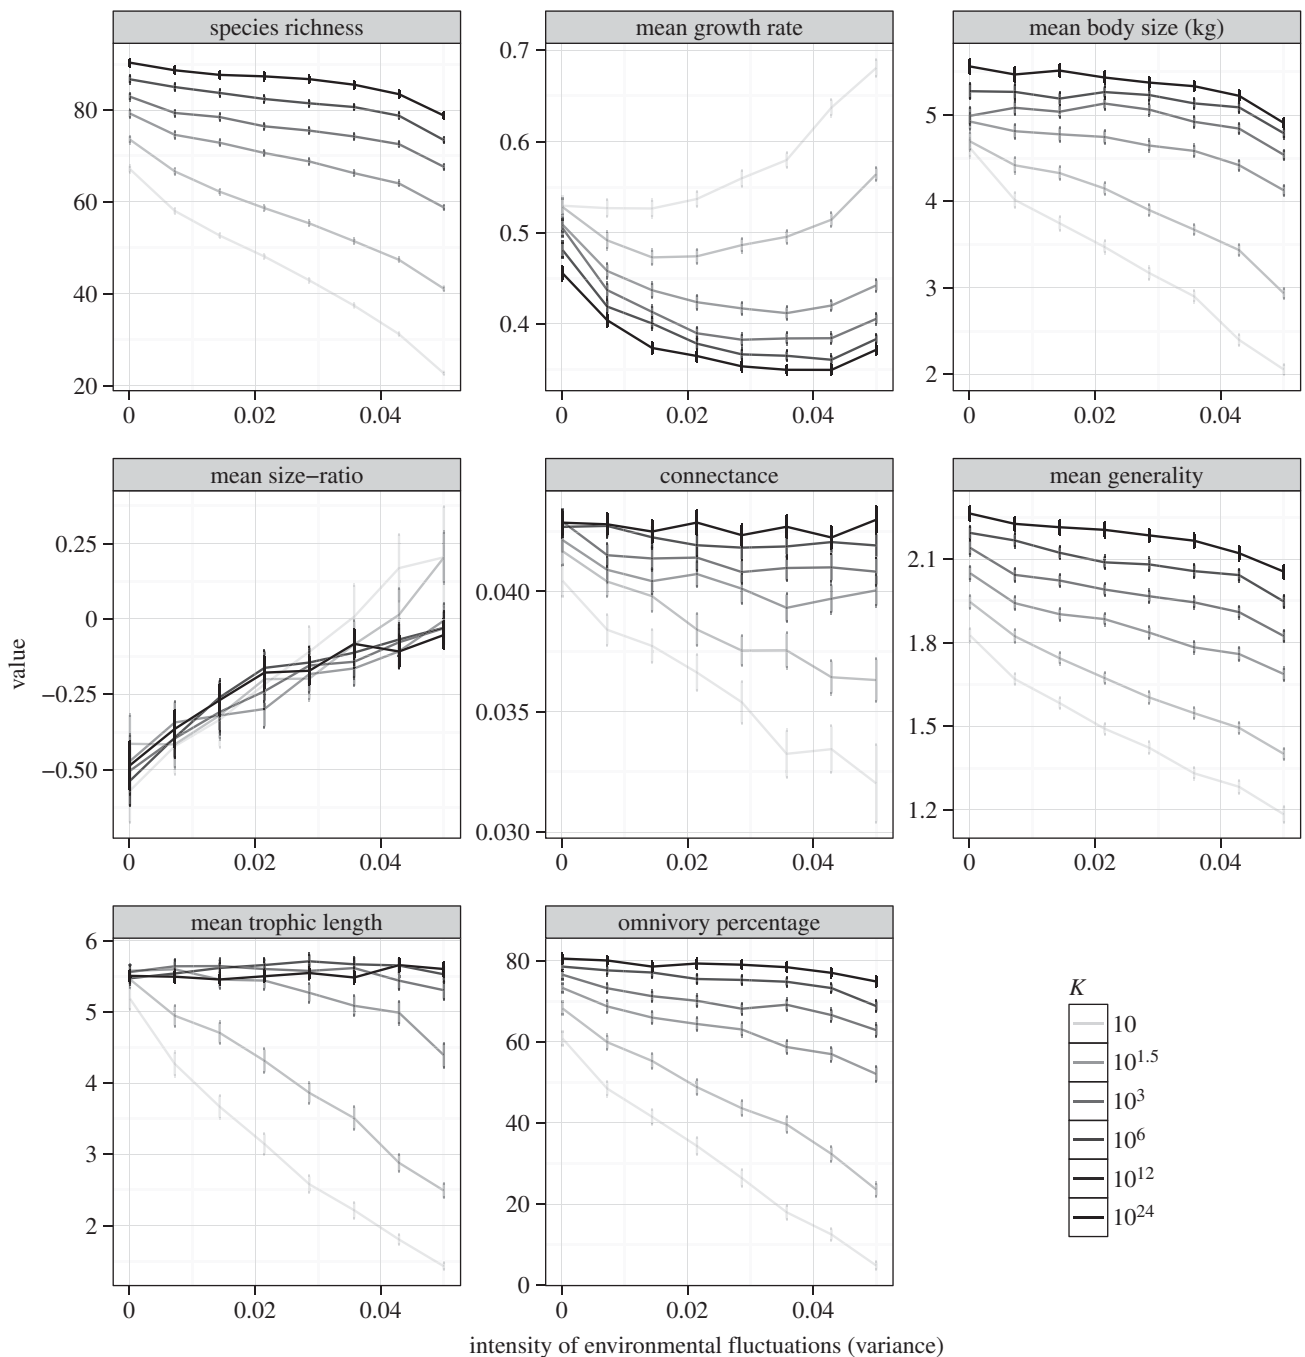 species richness
80
60
40
20
0 0.02 0.04
mean growth rate
0.7
0.6
0.5
0.4
0 0.02 0.04
mean body size (kg)
5
4
3
2
0 0.02 0.04
value
mean size−ratio
0.25
0
−0.25
−0.50
0 0.02 0.04
connectance
0.040
0.035
0.030
0 0.02 0.04
mean generality
2.1
1.8
1.5
1.2
0 0.02 0.04
mean trophic length
6
5
4
3
2
0 0.02 0.04
omnivory percentage
80
60
40
20
0
0 0.02 0.04
K
10
10^1.5
10^3
10^6
10^12
10^24
intensity of environmental fluctuations (variance)